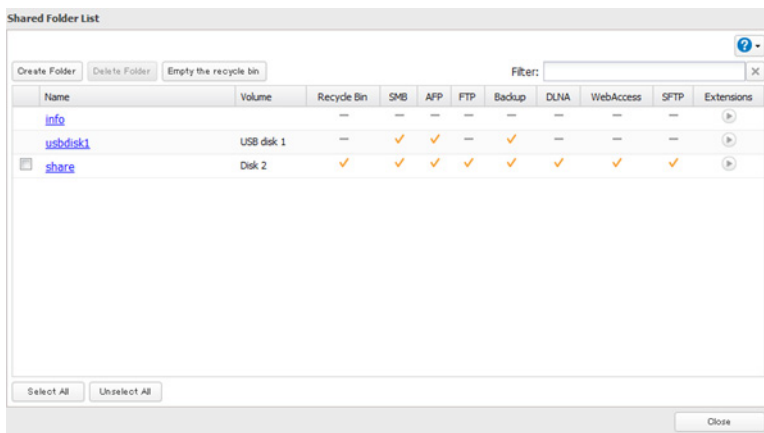 Shared Folder List
?
Create Folder Delete Folder Empty the recycle bin Filter:
Name Volume Recycle Bin SMB AFP FTP Backup DLNA WebAccess SFTP Extensions
info
usbdisk1 USB disk 1
share Disk 2
Select All Unselect All
Close